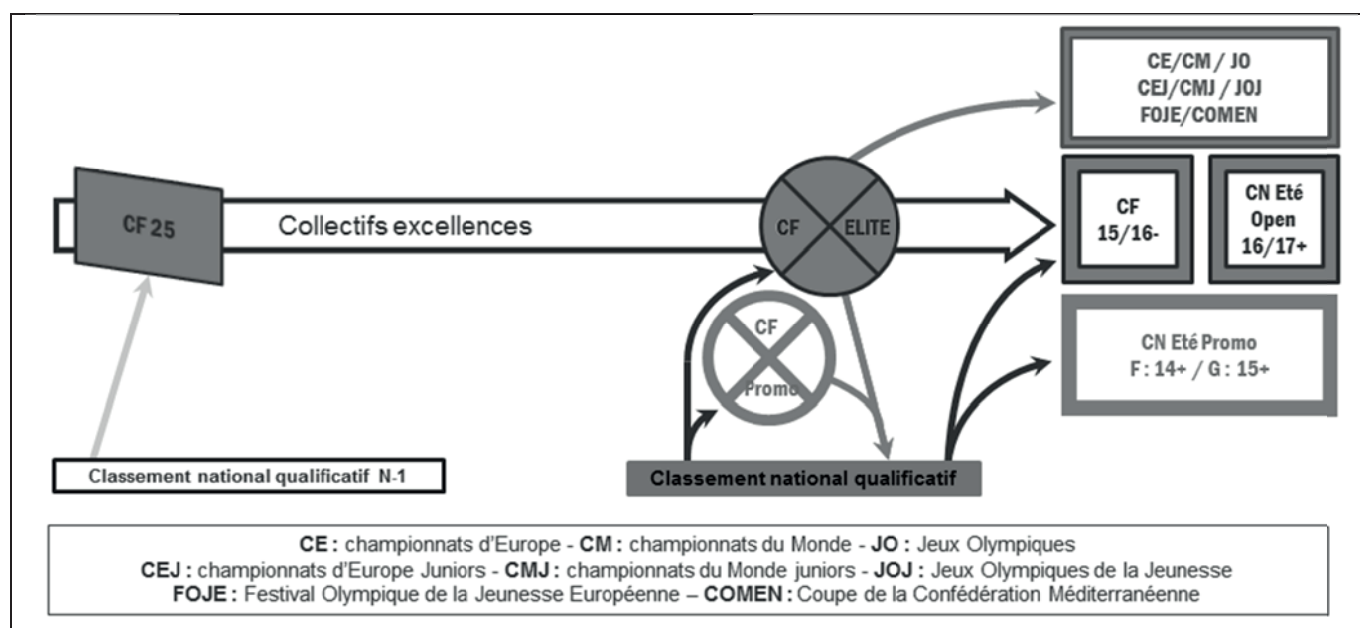 CE/CM / JO
CEJ/CMJ / JOJ
FOJE/COMEN
CF 25
Collectifs excellences
CF ELITE
CF
15/16-
CN Eté
Open
16/17+
CF
Promo
CN Eté Promo
F : 14+ / G : 15+
Classement national qualificatif N-1
Classement national qualificatif
CE : championnats d'Europe - CM : championnats du Monde - JO : Jeux Olympiques
CEJ : championnats d'Europe Juniors - CMJ : championnats du Monde juniors - JOJ : Jeux Olympiques de la Jeunesse
FOJE : Festival Olympique de la Jeunesse Européenne – COMEN : Coupe de la Confédération Méditerranéenne